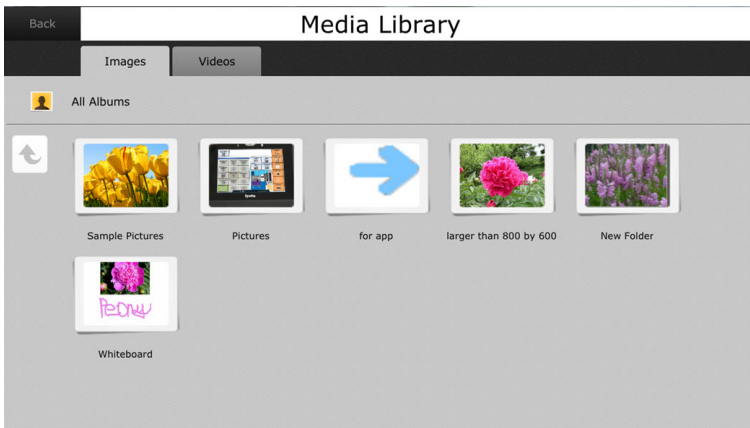 Back
Media Library
Images
Videos
All Albums
Sample Pictures
Pictures
for app
larger than 800 by 600
New Folder
Peony
Whiteboard